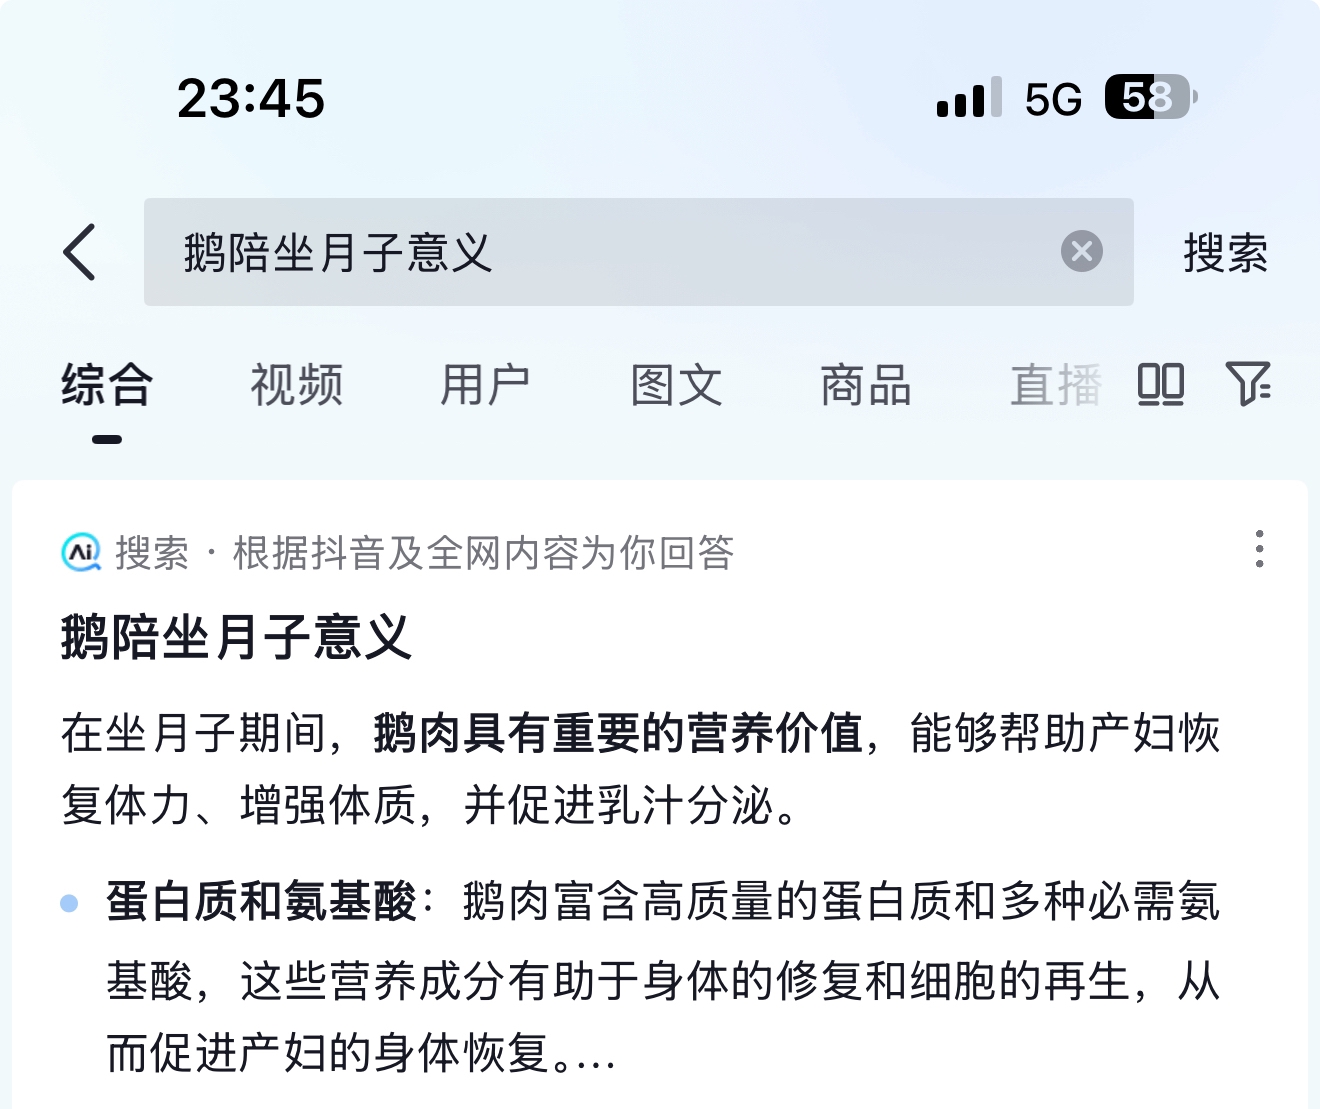 23:45 5G 58
鹅陪坐月子意义 搜索
综合 视频 用户 图文 商品 直播
Ai 搜索 · 根据抖音及全网内容为你回答
鹅陪坐月子意义
在坐月子期间，鹅肉具有重要的营养价值，能够帮助产妇恢
复体力、增强体质，并促进乳汁分泌。
蛋白质和氨基酸：鹅肉富含高质量的蛋白质和多种必需氨
基酸，这些营养成分有助于身体的修复和细胞的再生，从
而促进产妇的身体恢复。...